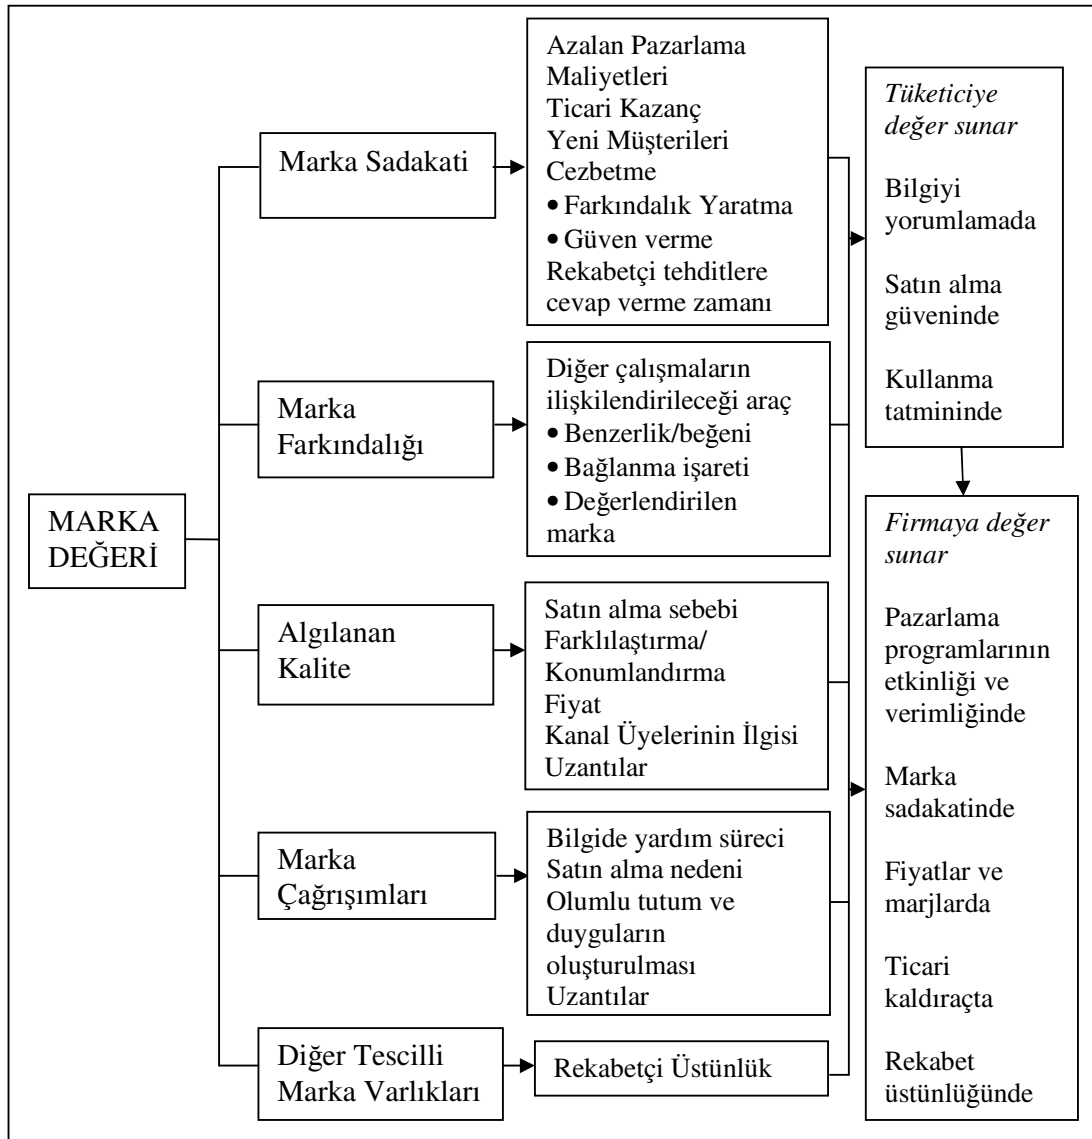 MARKA
DEĞERİ
Marka Sadakati
Azalan Pazarlama
Maliyetleri
Ticari Kazanç
Yeni Müşterileri
Cezbetme
• Farkındalık Yaratma
• Güven verme
Rekabetçi tehditlere
cevap verme zamanı
Marka
Farkındalığı
Diğer çalışmaların
ilişkilendirileceği araç
• Benzerlik/beğeni
• Bağlanma işareti
• Değerlendirilen
marka
Algılanan
Kalite
Satın alma sebebi
Farklılaştırma/
Konumlandırma
Fiyat
Kanal Üyelerinin İlgisi
Uzantılar
Marka
Çağrışımları
Bilgide yardım süreci
Satın alma nedeni
Olumlu tutum ve
duyguların
oluşturulması
Uzantılar
Diğer Tescilli
Marka Varlıkları
Rekabetçi Üstünlük
Tüketiciye
değer sunar
Bilgiyi
yorumlamada
Satın alma
güveninde
Kullanma
tatmininde
Firmaya değer
sunar
Pazarlama
programlarının
etkinliği ve
verimliğinde
Marka
sadakatinde
Fiyatlar ve
marjlarda
Ticari
kaldıraçta
Rekabet
üstünlüğünde